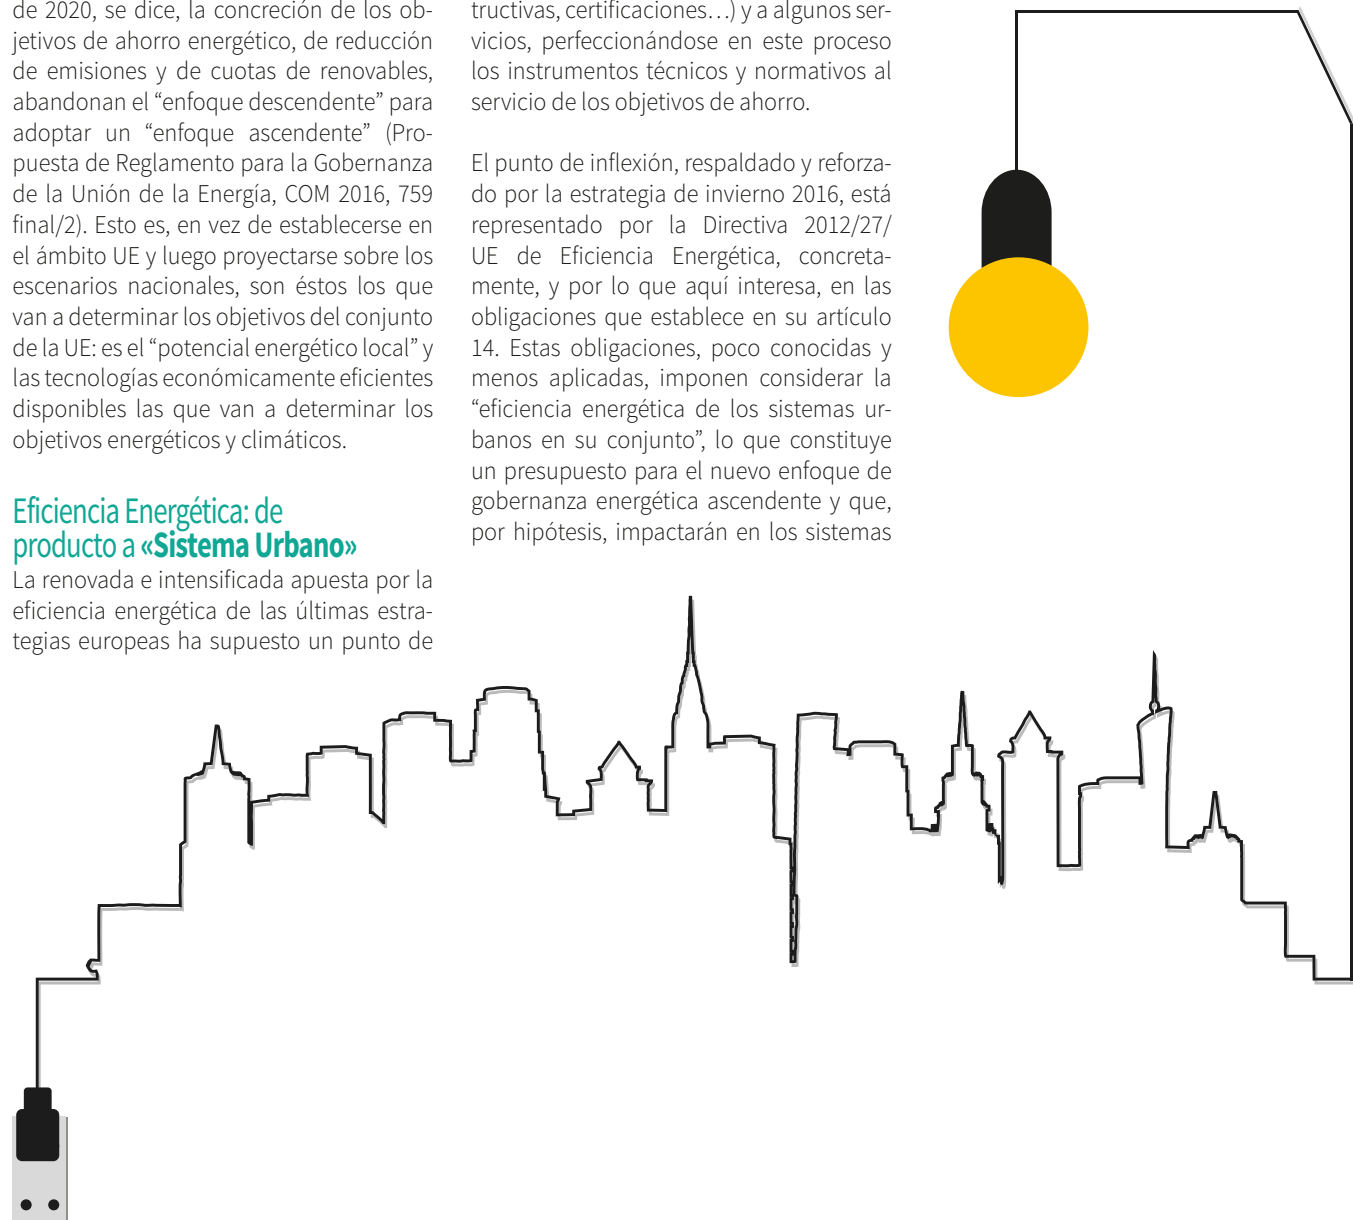 de 2020, se dice, la concreción de los ob-
jetivos de ahorro energético, de reducción
de emisiones y de cuotas de renovables,
abandonan el “enfoque descendente” para
adoptar un “enfoque ascendente” (Pro-
puesta de Reglamento para la Gobernanza
de la Unión de la Energía, COM 2016, 759
final/2). Esto es, en vez de establecerse en
el ámbito UE y luego proyectarse sobre los
escenarios nacionales, son éstos los que
van a determinar los objetivos del conjunto
de la UE: es el “potencial energético local” y
las tecnologías económicamente eficientes
disponibles las que van a determinar los
objetivos energéticos y climáticos.
Eficiencia Energética: de
producto a «Sistema Urbano»
La renovada e intensificada apuesta por la
eficiencia energética de las últimas estra-
tegias europeas ha supuesto un punto de
tructivas, certificaciones…) y a algunos ser-
vicios, perfeccionándose en este proceso
los instrumentos técnicos y normativos al
servicio de los objetivos de ahorro.
El punto de inflexión, respaldado y reforza-
do por la estrategia de invierno 2016, está
representado por la Directiva 2012/27/
UE de Eficiencia Energética, concreta-
mente, y por lo que aquí interesa, en las
obligaciones que establece en su artículo
14. Estas obligaciones, poco conocidas y
menos aplicadas, imponen considerar la
“eficiencia energética de los sistemas ur-
banos en su conjunto”, lo que constituye
un presupuesto para el nuevo enfoque de
gobernanza energética ascendente y que,
por hipótesis, impactarán en los sistemas